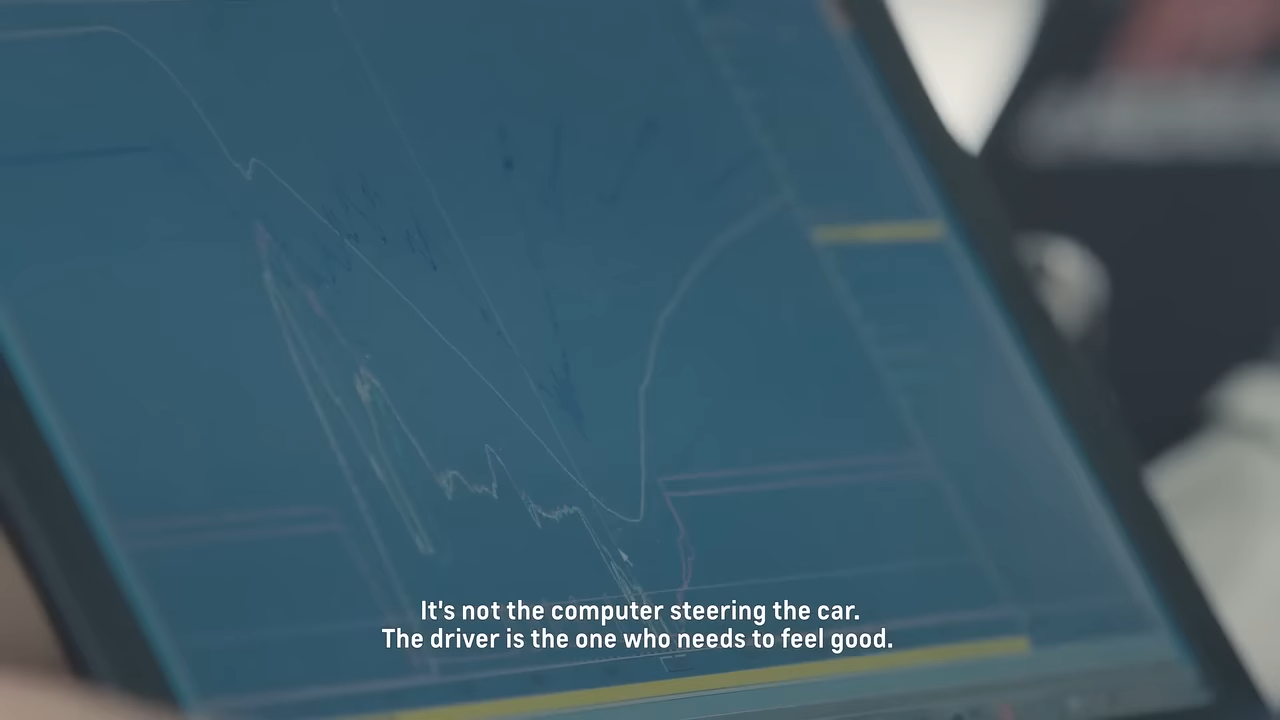 It's not the computer steering the car.
The driver is the one who needs to feel good.